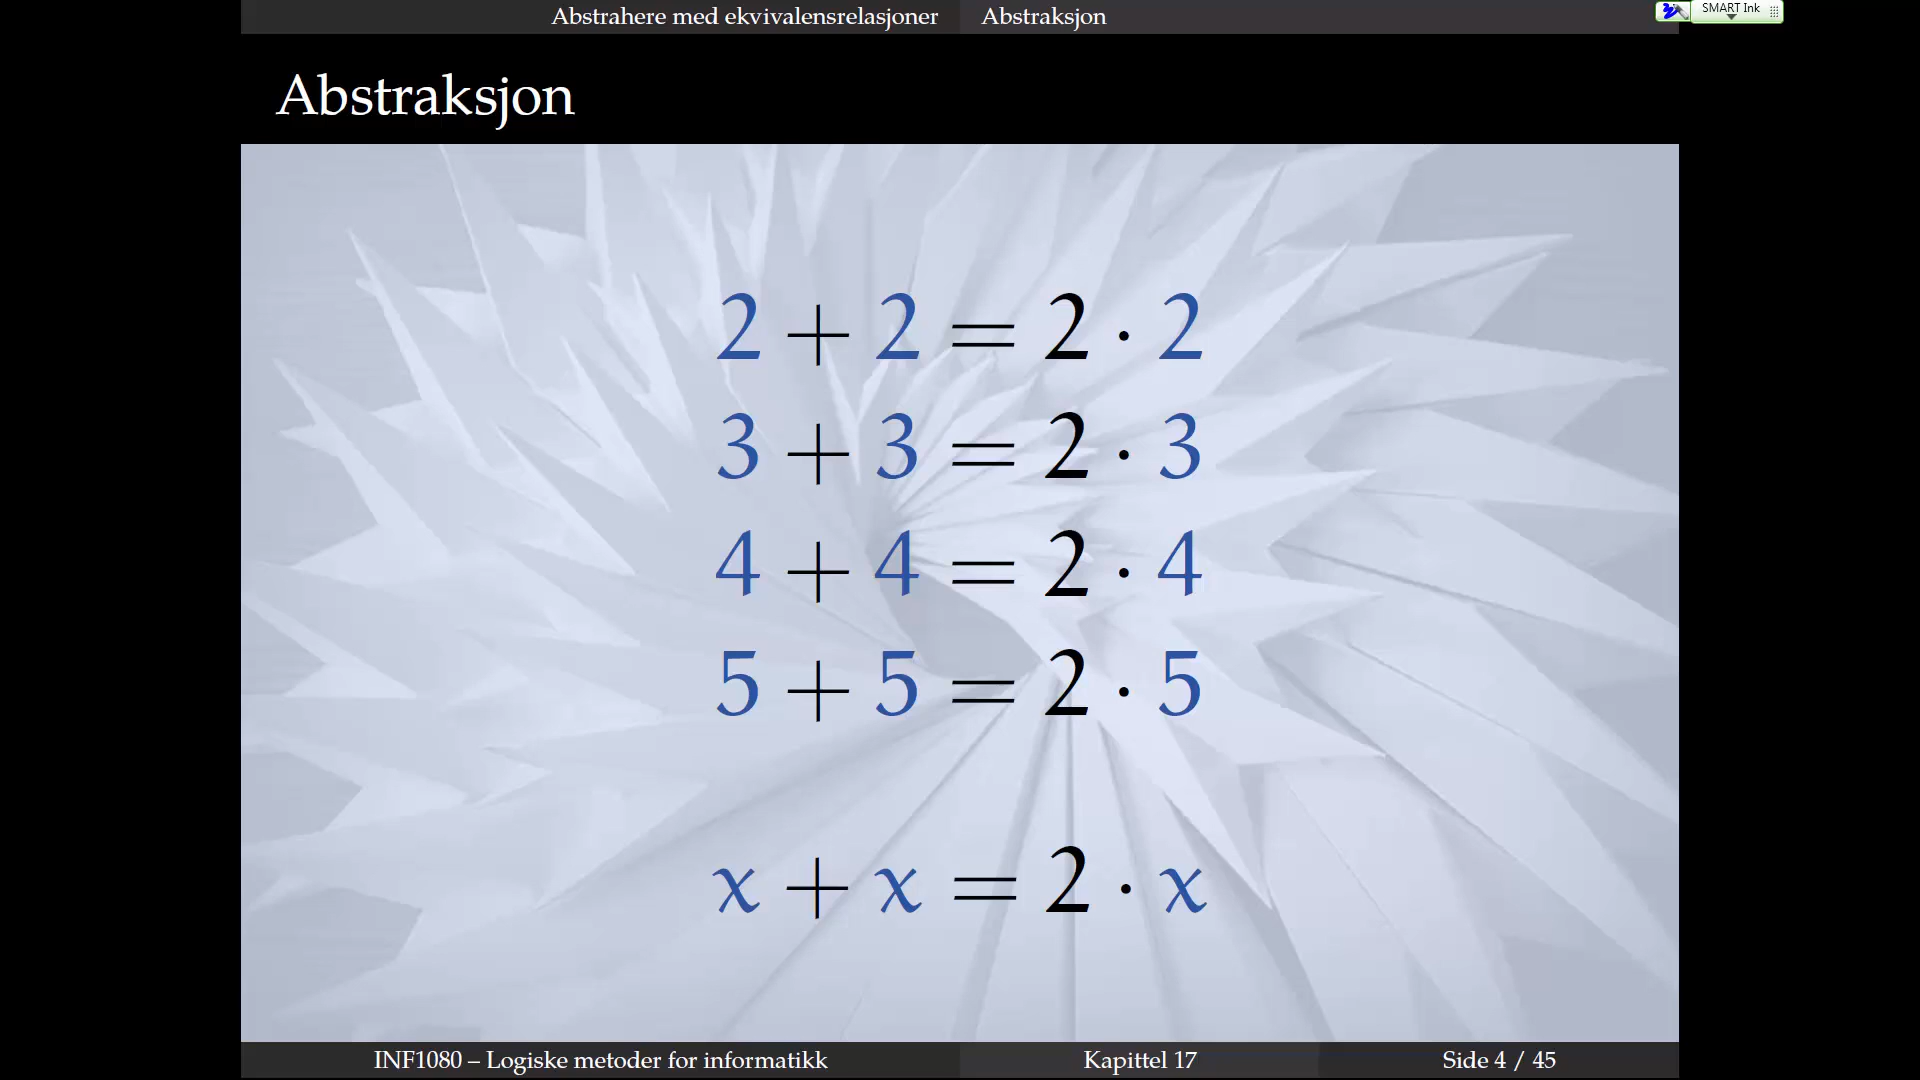 Abstrahere med ekvivalensrelasjoner Abstraksjon
SMART Ink
Abstraksjon
2 + 2 = 2 · 2
3 + 3 = 2 · 3
4 + 4 = 2 · 4
5 + 5 = 2 · 5
x + x = 2 · x
INF1080 – Logiske metoder for informatikk Kapittel 17 Side 4 / 45